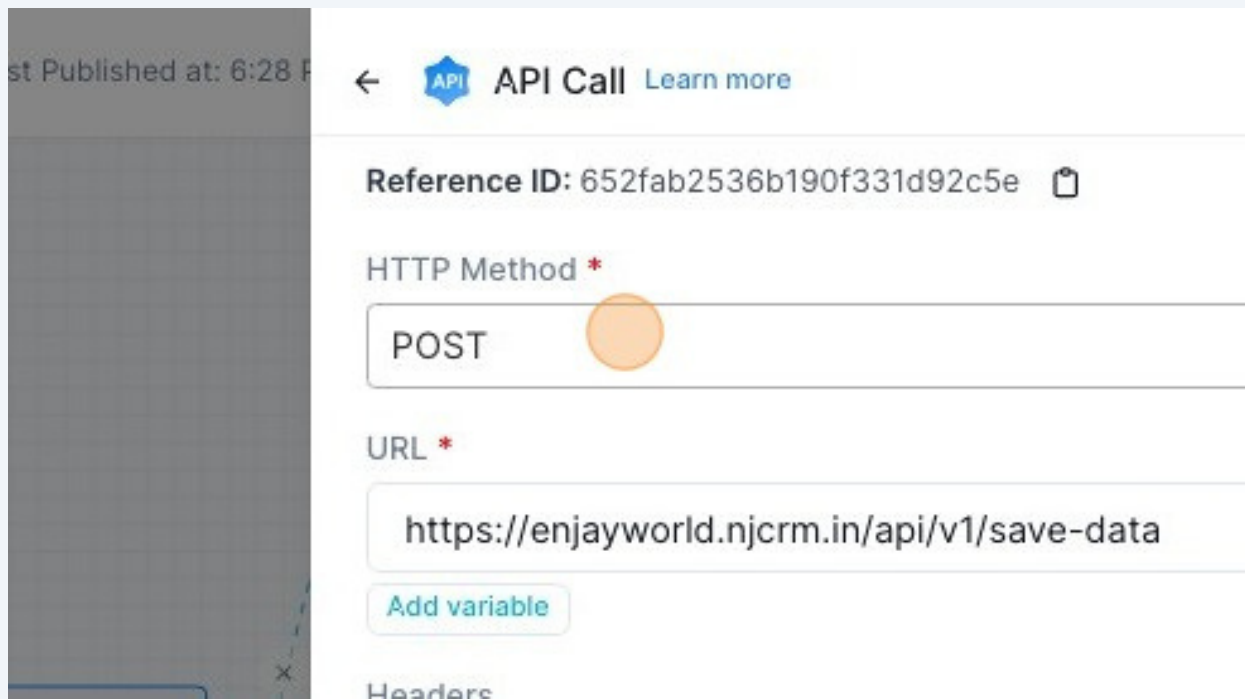 st Published at: 6:28
API API Call Learn more
Reference ID: 652fab2536b190f331d92c5e
HTTP Method *
POST
URL *
https://enjayworld.njcrm.in/api/v1/save-data
Add variable
Headers